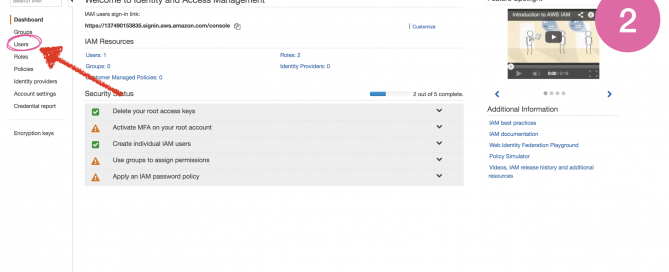 Search IAM
Welcome to Identity and Access Management
Feature Spotlight
2
Dashboard
Groups
Users
Roles
Policies
Identity providers
Account settings
Credential report
Encryption keys
IAM users sign-in link:
https://137490153835.signin.aws.amazon.com/console
Customize
IAM Resources
Users: 1
Roles: 2
Groups: 0
Identity Providers: 0
Customer Managed Policies: 0
Security Status
2 out of 5 complete.
Delete your root access keys
Activate MFA on your root account
Create individual IAM users
Use groups to assign permissions
Apply an IAM password policy
Introduction to AWS IAM
0:00 / 2:16
Additional Information
IAM best practices
IAM documentation
Web Identity Federation Playground
Policy Simulator
Videos, IAM release history and additional
resources